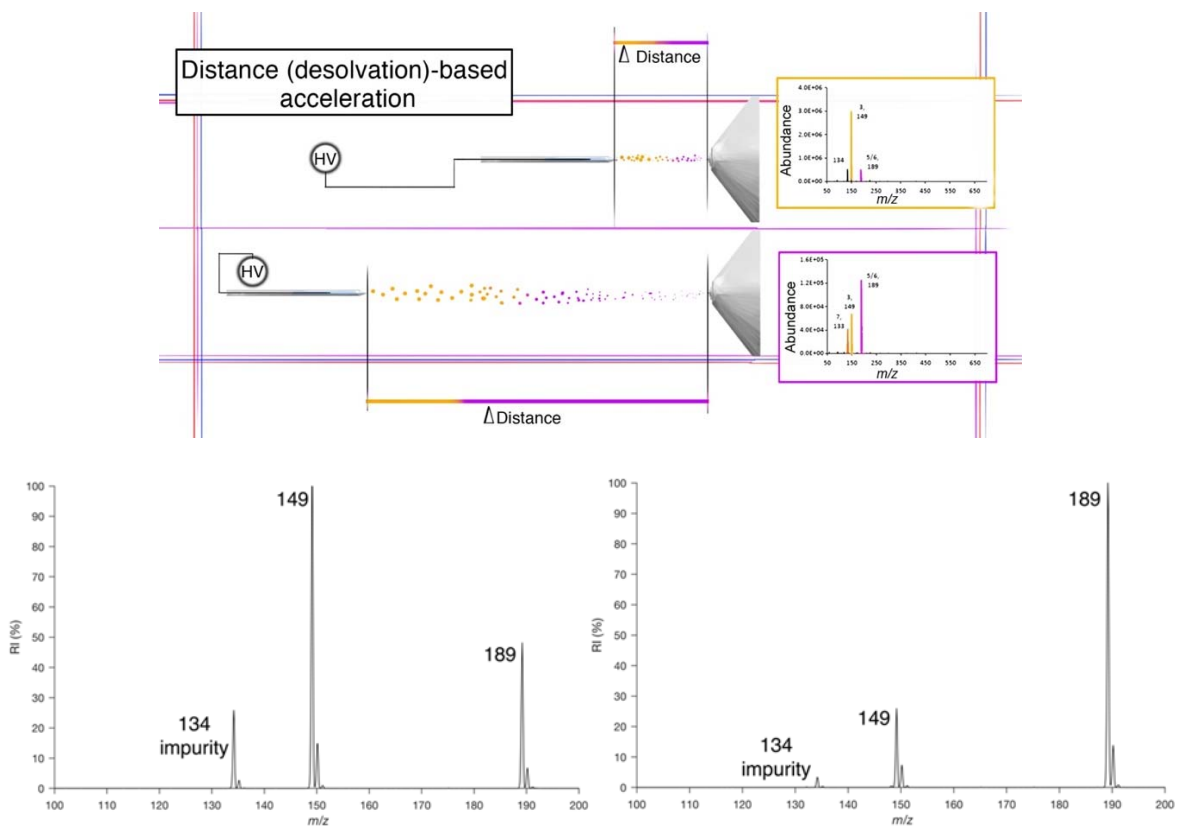 Distance (desolvation)-based
acceleration
Δ Distance
HV
Abundance
4.0E+06
3.0E+06
2.0E+06
1.0E+06
0.0E+00
3,
149
134
5/6,
189
50 150 250 350 450 550 650
m/z
HV
Abundance
1.6E+05
1.2E+05
8.0E+04
4.0E+04
0.0E+00
5/6,
189
3,
149
7,
133
50 150 250 350 450 550 650
m/z
Δ Distance
RI (%)
100
90
80
70
60
50
40
30
20
10
0
149
189
134
impurity
100 110 120 130 140 150 160 170 180 190 200
m/z
RI (%)
100
90
80
70
60
50
40
30
20
10
0
189
149
134
impurity
100 110 120 130 140 150 160 170 180 190 200
m/z